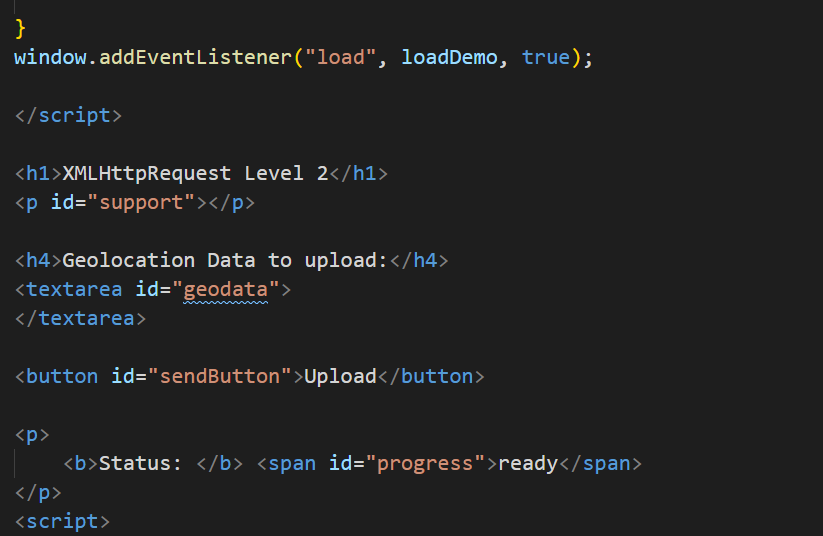 }
window.addEventListener("load", loadDemo, true);
</script>
<h1>XMLHttpRequest Level 2</h1>
<p id="support"></p>
<h4>Geolocation Data to upload:</h4>
<textarea id="geodata">
</textarea>
<button id="sendButton">Upload</button>
<p>
<b>Status: </b> <span id="progress">ready</span>
</p>
<script>